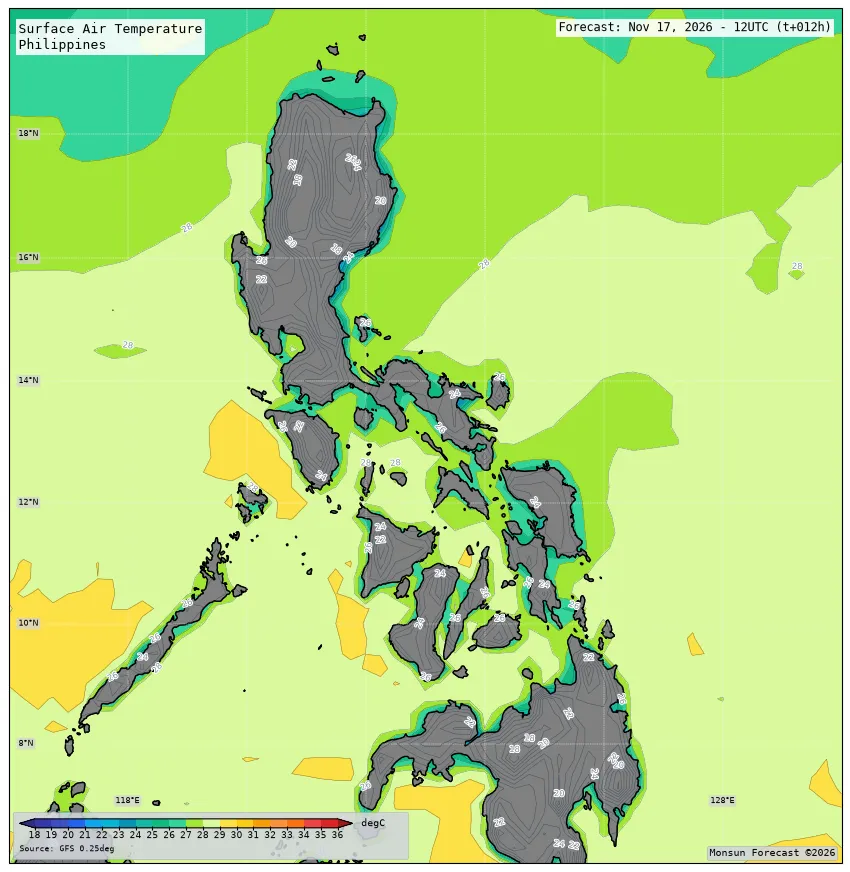 Surface Air Temperature
Philippines
Forecast: Nov 17, 2026 - 12UTC (t+012h)
18°N
16°N
14°N
12°N
10°N
8°N
118°E
128°E
18 19 20 21 22 23 24 25 26 27 28 29 30 31 32 33 34 35 36
degC
Source: GFS 0.25deg
Monsun Forecast ©2026